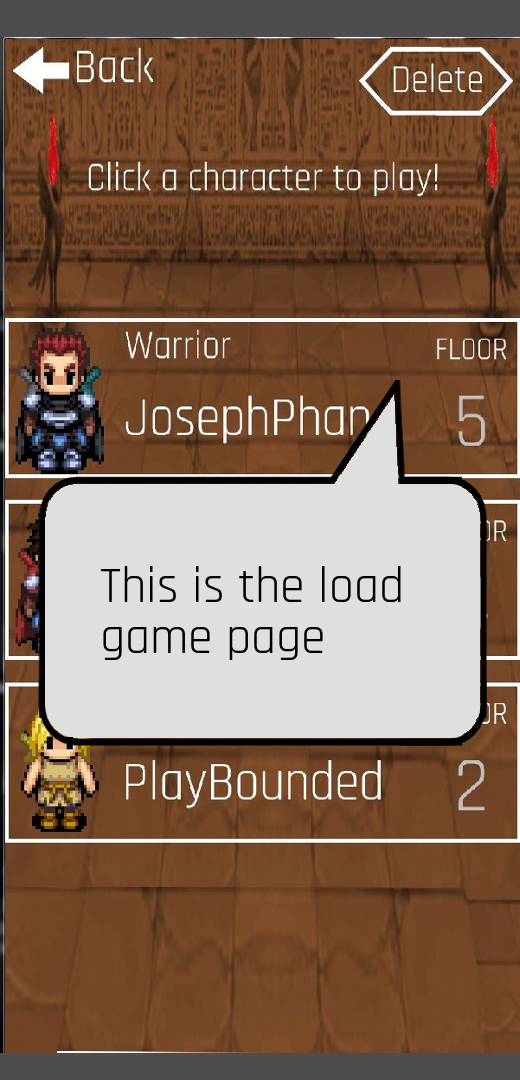 Back
Delete
Click a character to play!
Warrior
FLOOR
JosephPhan
5
This is the load
game page
PlayBounded
2